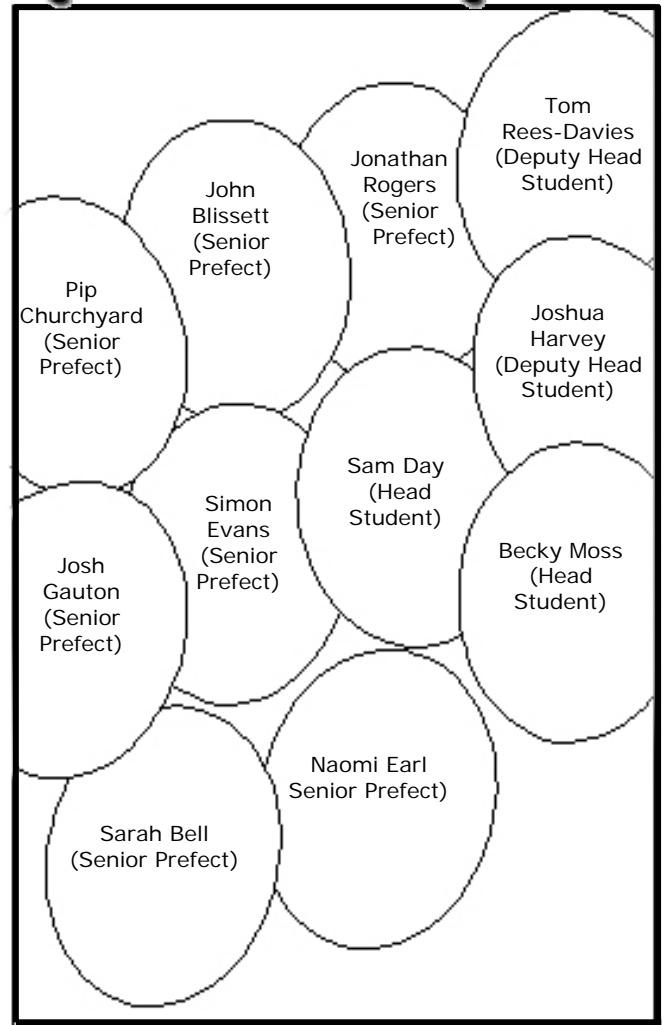 Tom
Rees-Davies
(Deputy Head
Student)
Jonathan
Rogers
(Senior
Prefect)
John
Blissett
(Senior
Prefect)
Pip
Churchyard
(Senior
Prefect)
Joshua
Harvey
(Deputy Head
Student)
Sam Day
(Head
Student)
Simon
Evans
(Senior
Prefect)
Becky Moss
(Head
Student)
Josh
Gauton
(Senior
Prefect)
Naomi Earl
Senior Prefect)
Sarah Bell
(Senior Prefect)